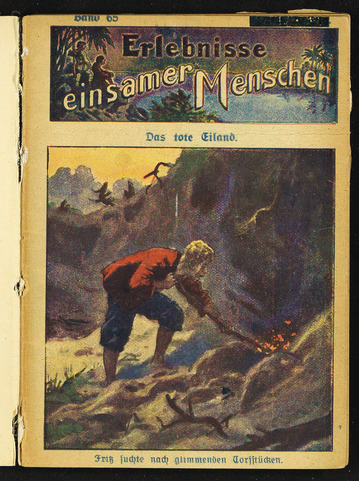 Band 65
Erlebnisse
einsamer Menschen
Das tote Eiland.
Fritz suchte nach glimmenden Torfstücken.